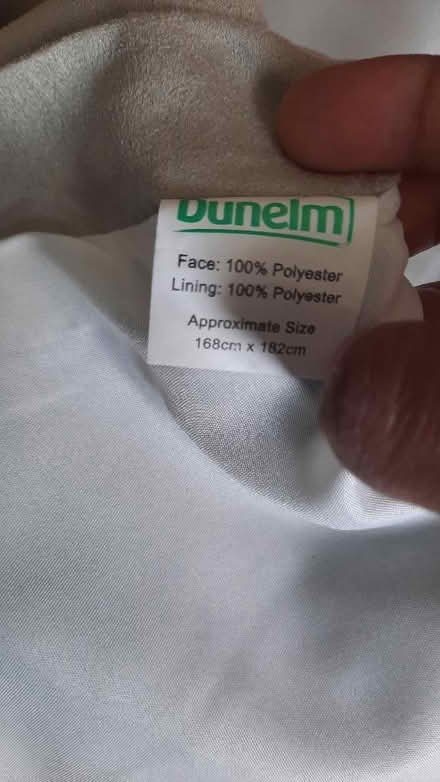 Dunelm
Face: 100% Polyester
Lining: 100% Polyester
Approximate Size
168cm x 182cm